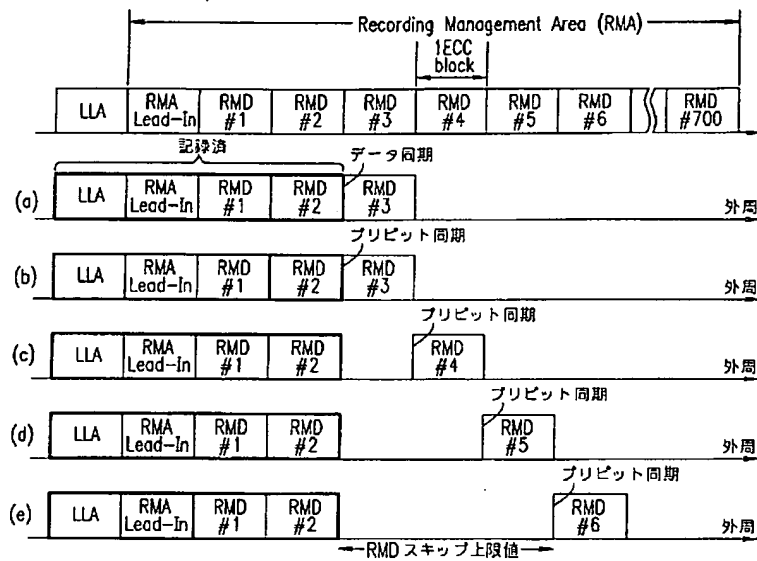 Recording Management Area (RMA)
1ECC
block
LLA
RMA
Lead-In
RMD
#1
RMD
#2
RMD
#3
RMD
#4
RMD
#5
RMD
#6
RMD
#700
記録済
データ同期
(a)
LLA
RMA
Lead-In
RMD
#1
RMD
#2
RMD
#3
外周
プリピット同期
(b)
LLA
RMA
Lead-In
RMD
#1
RMD
#2
RMD
#3
外周
プリピット同期
(c)
LLA
RMA
Lead-In
RMD
#1
RMD
#2
RMD
#4
外周
プリピット同期
(d)
LLA
RMA
Lead-In
RMD
#1
RMD
#2
RMD
#5
外周
プリピット同期
(e)
LLA
RMA
Lead-In
RMD
#1
RMD
#2
RMD
#6
外周
RMDスキップ上限値